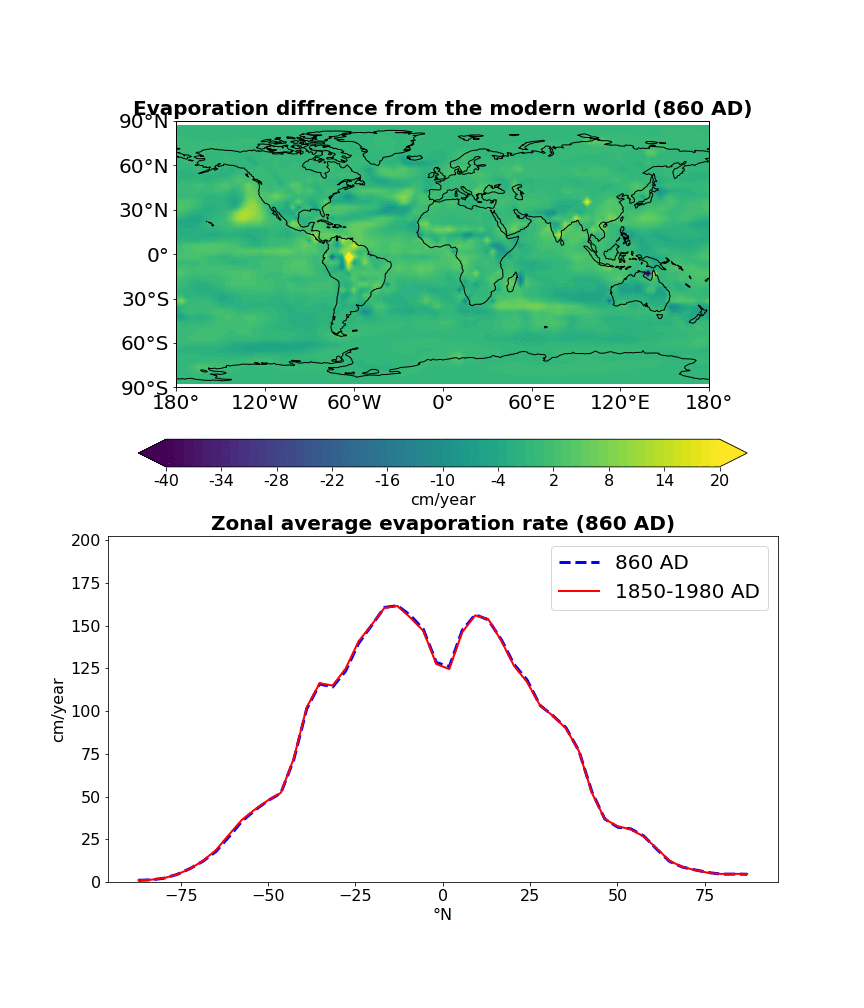 Evaporation diffrence from the modern world (860 AD)
90°N
60°N
30°N
0°
30°S
60°S
90°S
180° 120°W 60°W 0° 60°E 120°E 180°
-40 -34 -28 -22 -16 -10 -4 2 8 14 20
cm/year
Zonal average evaporation rate (860 AD)
200
175
150
125
100
75
50
25
0
cm/year
860 AD
1850-1980 AD
−75 −50 −25 0 25 50 75
°N